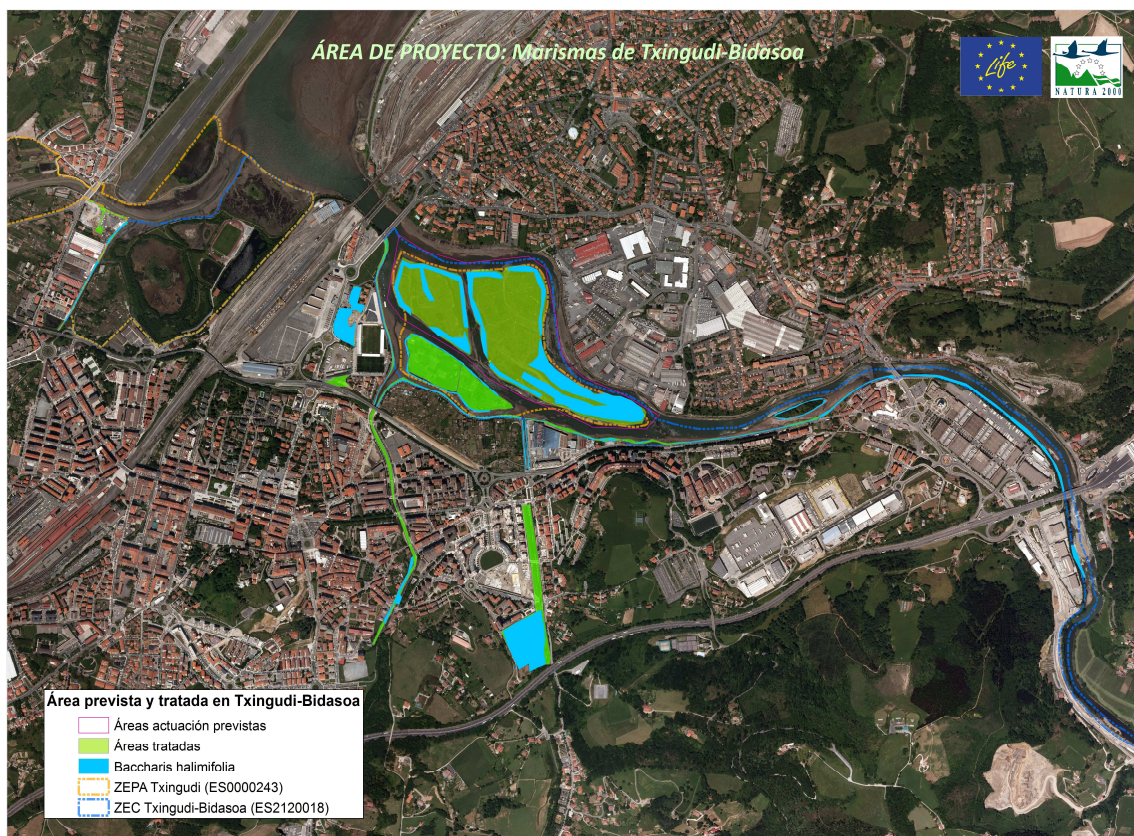 ÁREA DE PROYECTO: Marismas de Txingudi-Bidasoa
Life
NATURA 2000
Área prevista y tratada en Txingudi-Bidasoa
Áreas actuación previstas
Áreas tratadas
Baccharis halimifolia
ZEPA Txingudi (ES0000243)
ZEC Txingudi-Bidasoa (ES2120018)